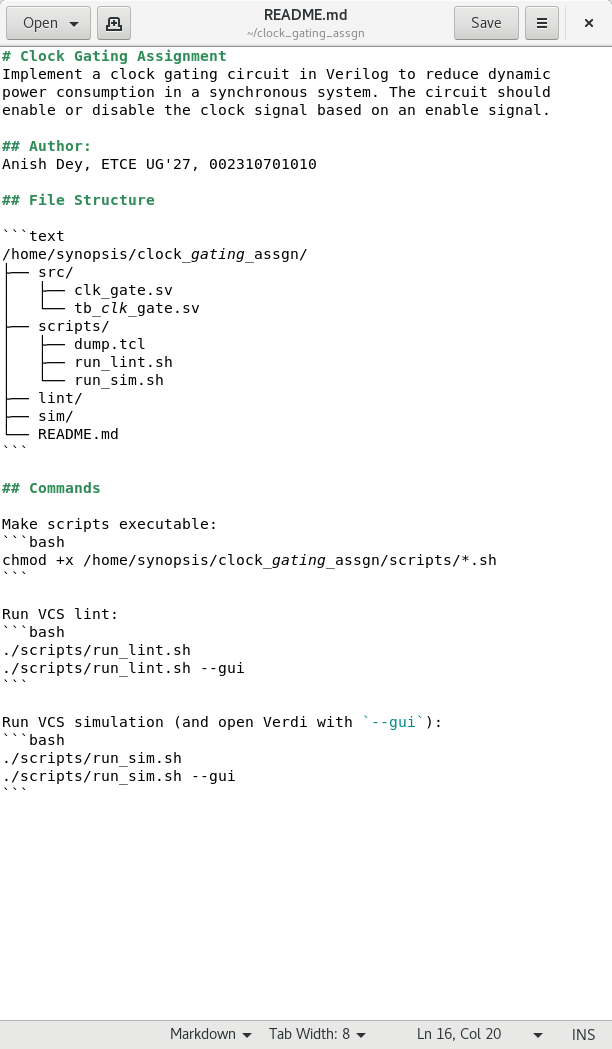 Open
README.md
~/clock_gating_assgn
Save
# Clock Gating Assignment
Implement a clock gating circuit in Verilog to reduce dynamic
power consumption in a synchronous system. The circuit should
enable or disable the clock signal based on an enable signal.
## Author:
Anish Dey, ETCE UG'27, 002310701010
## File Structure
```text
/home/synopsis/clock_gating_assgn/
├── src/
│   ├── clk_gate.sv
│   └── tb_clk_gate.sv
├── scripts/
│   ├── dump.tcl
│   ├── run_lint.sh
│   └── run_sim.sh
├── lint/
├── sim/
└── README.md
```
## Commands
Make scripts executable:
```bash
chmod +x /home/synopsis/clock_gating_assgn/scripts/*.sh
```
Run VCS lint:
```bash
./scripts/run_lint.sh
./scripts/run_lint.sh --gui
```
Run VCS simulation (and open Verdi with `--gui`):
```bash
./scripts/run_sim.sh
./scripts/run_sim.sh --gui
```
Markdown
Tab Width: 8
Ln 16, Col 20
INS